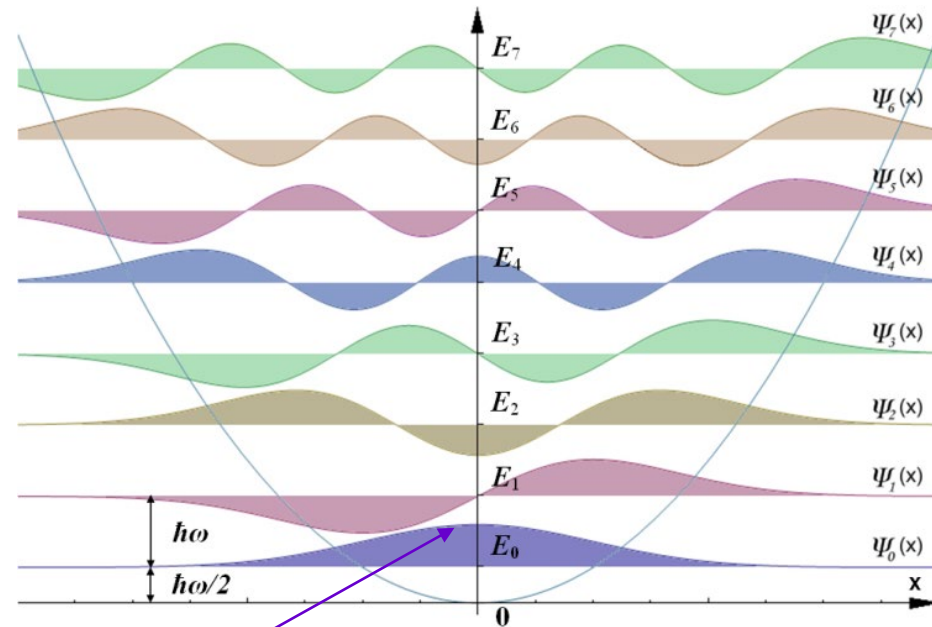 E₇ Ψ₇(x)
E₆ Ψ₆(x)
E₅ Ψ₅(x)
E₄ Ψ₄(x)
E₃ Ψ₃(x)
E₂ Ψ₂(x)
E₁ Ψ₁(x)
ħω
E₀ Ψ₀(x)
ħω/2
x
0